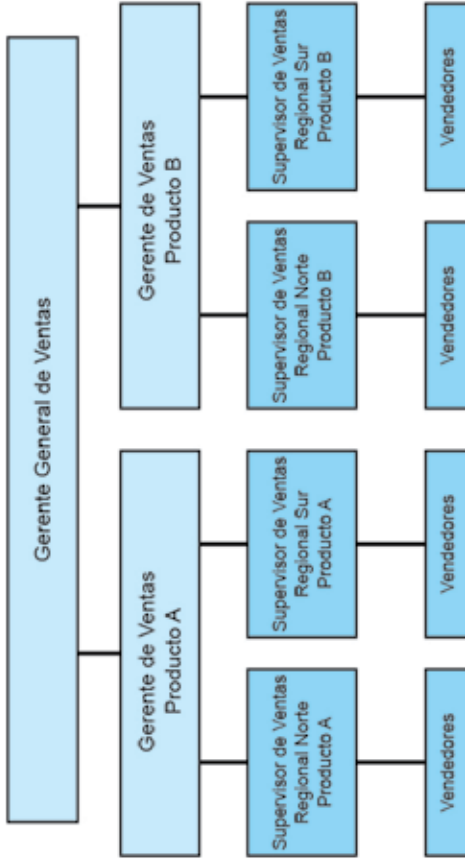 Gerente General de Ventas
Gerente de Ventas
Producto A
Gerente de Ventas
Producto B
Supervisor de Ventas
Regional Norte
Producto A
Supervisor de Ventas
Regional Sur
Producto A
Supervisor de Ventas
Regional Norte
Producto B
Supervisor de Ventas
Regional Sur
Producto B
Vendedores
Vendedores
Vendedores
Vendedores